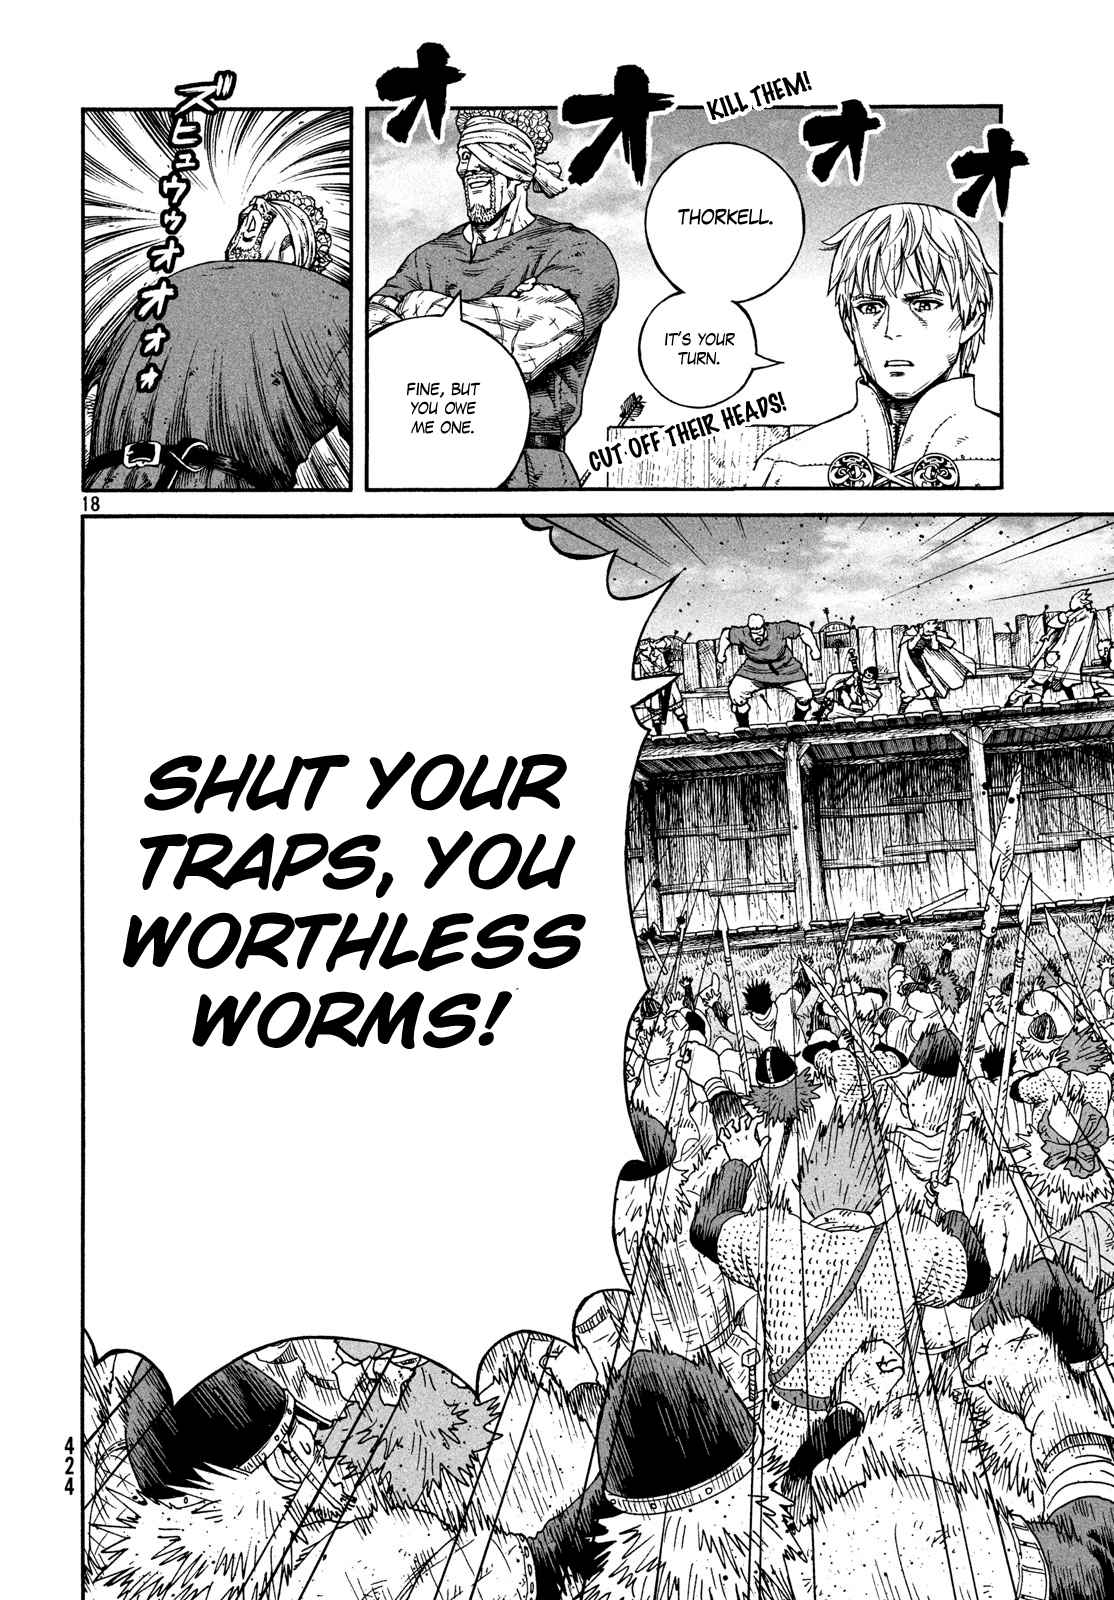 オオオオ
KILL THEM!
THORKELL.
IT'S YOUR
TURN.
FINE, BUT
YOU OWE
ME ONE.
CUT OFF THEIR HEADS!
ズヒュウゥオオォォ
18
SHUT YOUR
TRAPS, YOU
WORTHLESS
WORMS!
424